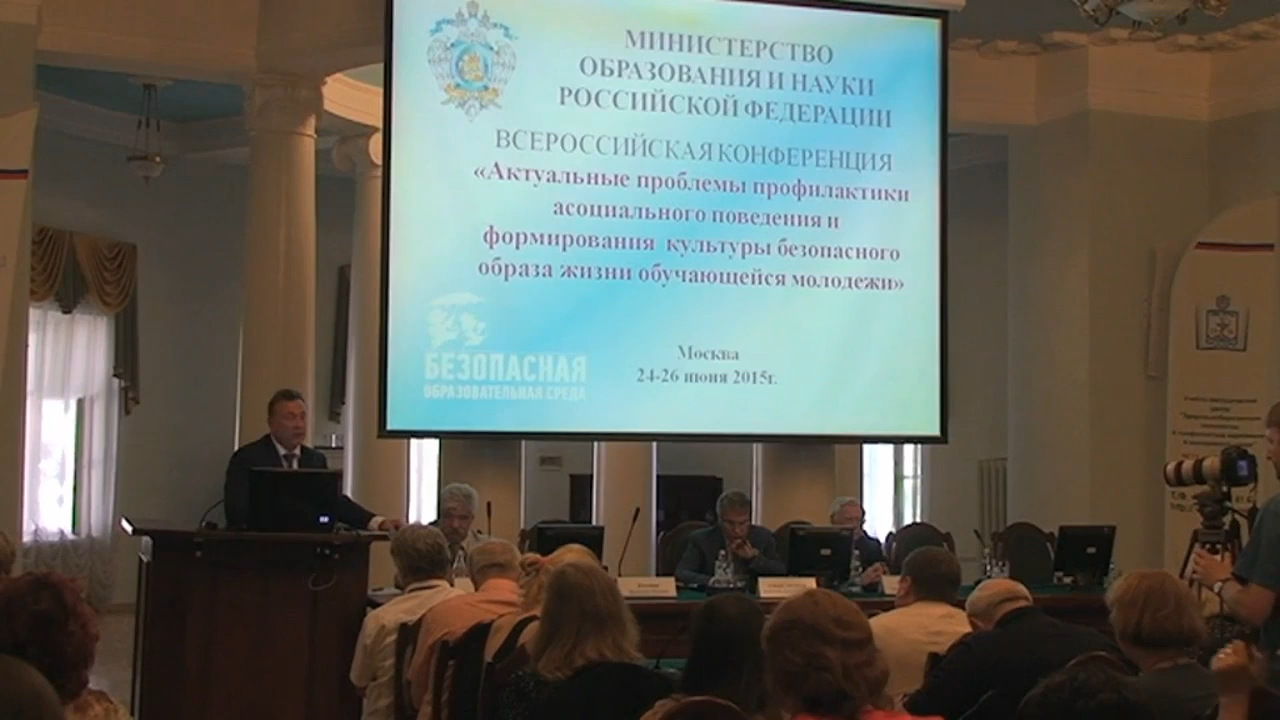 МИНИСТЕРСТВО
ОБРАЗОВАНИЯ И НАУКИ
РОССИЙСКОЙ ФЕДЕРАЦИИ
ВСЕРОССИЙСКАЯ КОНФЕРЕНЦИЯ
«Актуальные проблемы профилактики
асоциального поведения и
формирования культуры безопасного
образа жизни обучающейся молодежи»
БЕЗОПАСНАЯ
ОБРАЗОВАТЕЛЬНАЯ СРЕДА
Москва
24-26 июня 2015г.